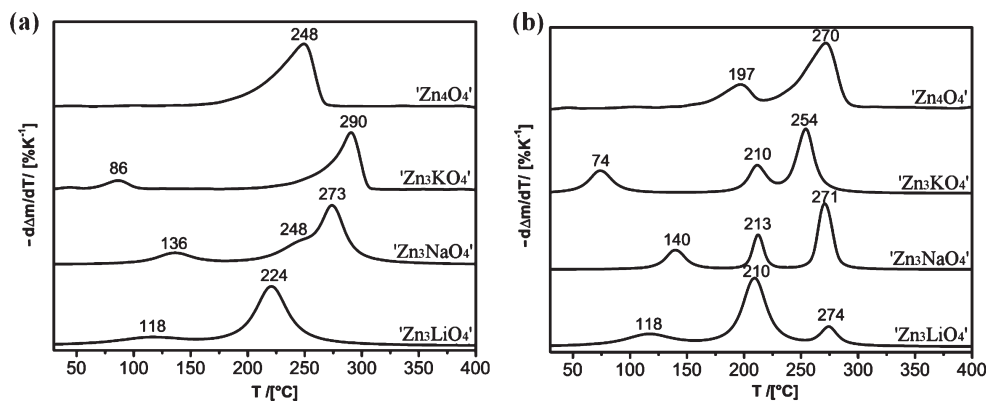 (a)
248
'Zn₄O₄'
290
86
'Zn₃KO₄'
273
248
136
'Zn₃NaO₄'
224
118
'Zn₃LiO₄'
-dΔm/dT/[%K⁻¹]
50 100 150 200 250 300 350 400
T /[°C]
(b)
270
197
'Zn₄O₄'
254
210
74
'Zn₃KO₄'
271
213
140
'Zn₃NaO₄'
210
274
118
'Zn₃LiO₄'
-dΔm/dT/[%K⁻¹]
50 100 150 200 250 300 350 400
T /[°C]